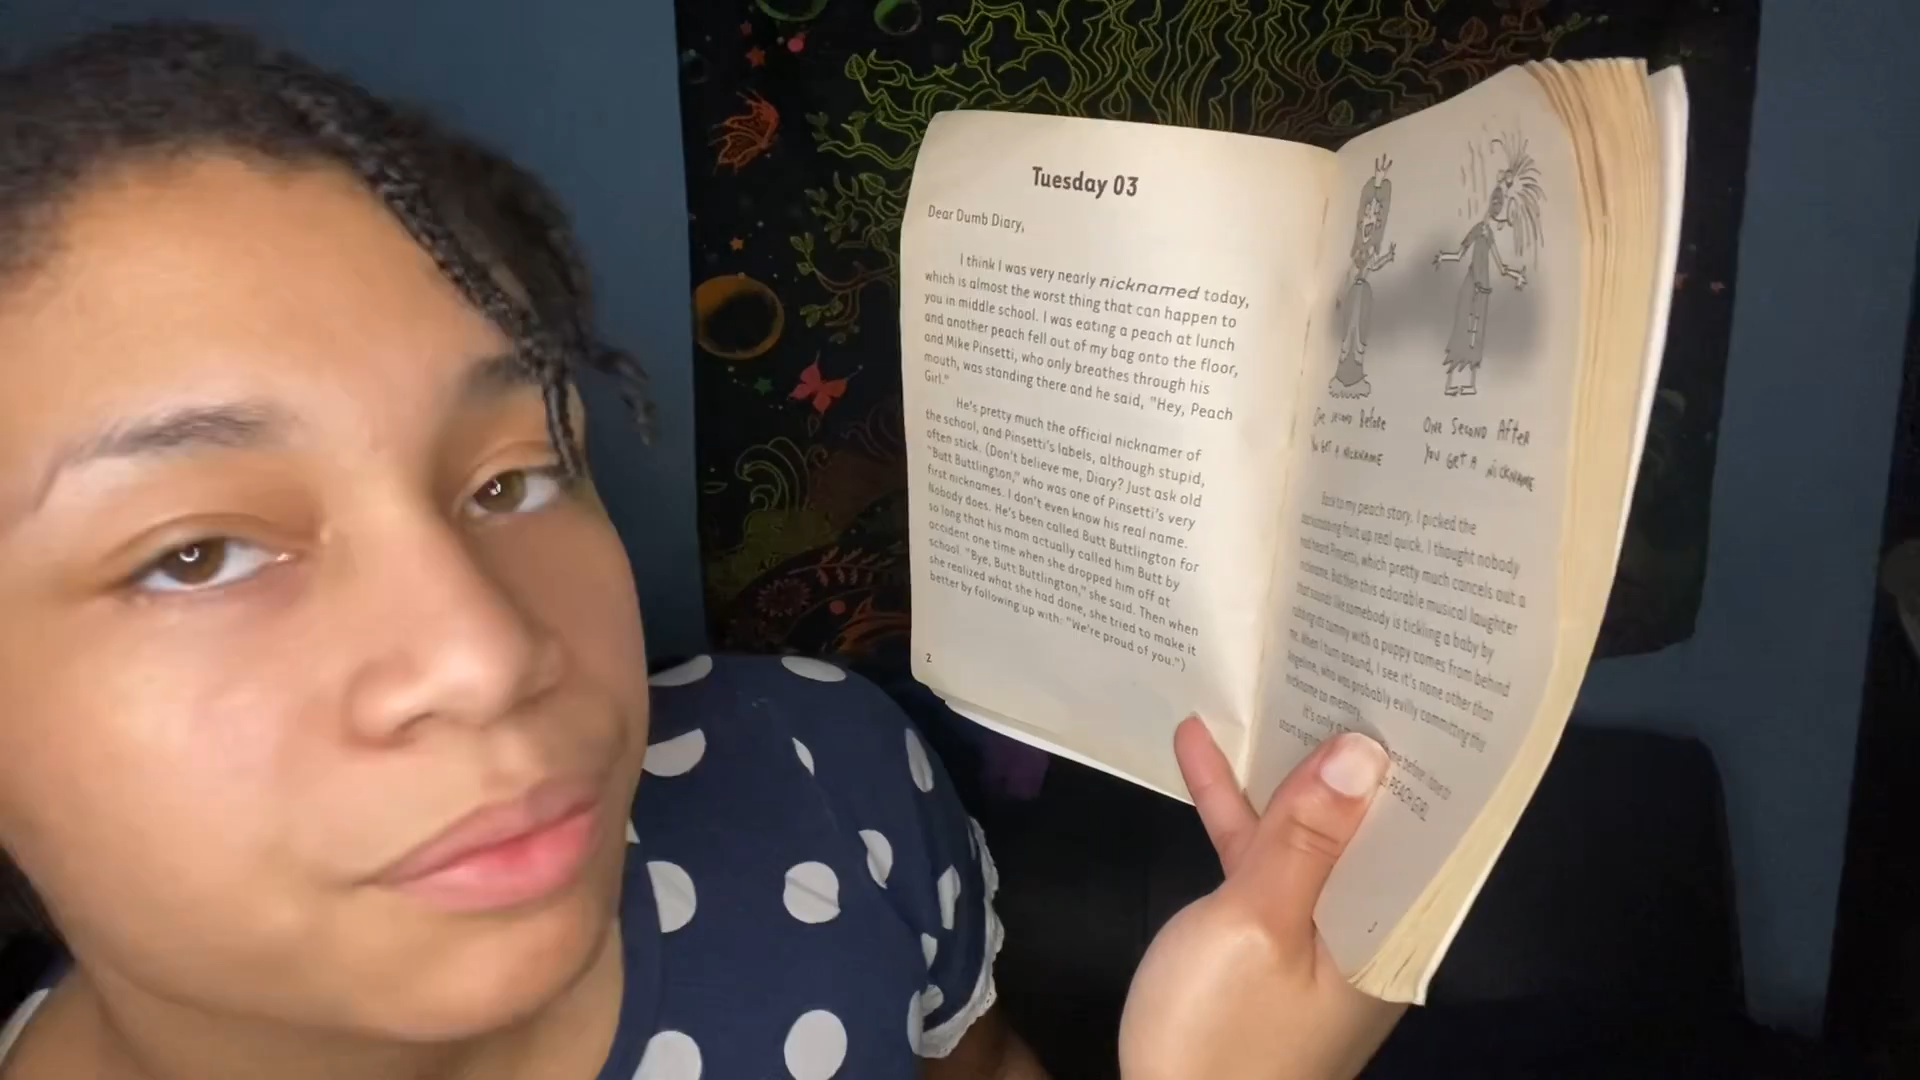 Tuesday 03
Dear Dumb Diary,
I think I was very nearly nicknamed today,
which is almost the worst thing that can happen to
you in middle school. I was eating a peach at lunch
and another peach fell out of my bag onto the floor,
and Mike Pinsetti, who only breathes through his
mouth, was standing there and he said, "Hey, Peach
Girl."
He's pretty much the official nicknamer of
the school, and Pinsetti's labels, although stupid,
often stick. (Don't believe me, Diary? Just ask old
"Butt Buttlington," who was one of Pinsetti's very
first nicknames. I don't even know his real name.
Nobody does. He's been called Butt Buttlington for
so long that his mom actually called him Butt by
accident one time when she dropped him off at
school. "Bye, Butt Buttlington," she said. Then when
she realized what she had done, she tried to make it
better by following up with: "We're proud of you.")
2
One Second Before
You Get A Nickname
One Second After
You Get A Nickname
Back to my peach story. I picked the
backstabbing fruit up real quick. I thought nobody
had heard Pinsetti, which pretty much cancels out a
nickname. But then this adorable musical laughter
that sounds like somebody is tickling a baby by
rubbing its tummy with a puppy comes from behind
me. When I turn around, I see it's none other than
Angeline, who was probably evilly committing this
nickname to memory.
It's only a me before I have to
start PEACH GIRL